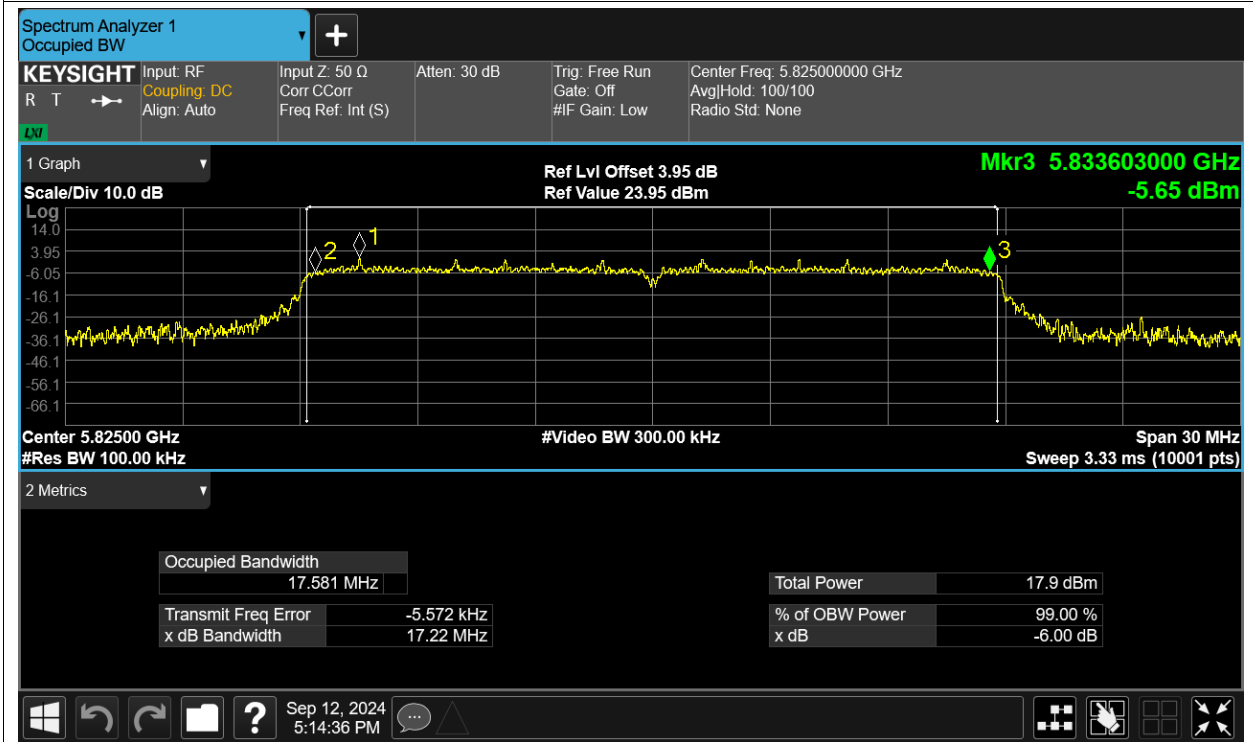 Spectrum Analyzer 1
Occupied BW
KEYSIGHT
R T
LXI
Input: RF
Coupling: DC
Align: Auto
Input Z: 50 Ω
Corr CCorr
Freq Ref: Int (S)
Atten: 30 dB
Trig: Free Run
Gate: Off
#IF Gain: Low
Center Freq: 5.825000000 GHz
Avg|Hold: 100/100
Radio Std: None
1 Graph
Scale/Div 10.0 dB
Ref Lvl Offset 3.95 dB
Ref Value 23.95 dBm
Mkr3 5.833603000 GHz
-5.65 dBm
Log
14.0
3.95
-6.05
-16.1
-26.1
-36.1
-46.1
-56.1
-66.1
2
1
3
Center 5.82500 GHz
#Res BW 100.00 kHz
#Video BW 300.00 kHz
Span 30 MHz
Sweep 3.33 ms (10001 pts)
2 Metrics
Occupied Bandwidth
17.581 MHz
Transmit Freq Error -5.572 kHz
x dB Bandwidth 17.22 MHz
Total Power 17.9 dBm
% of OBW Power 99.00 %
x dB -6.00 dB
?
Sep 12, 2024
5:14:36 PM